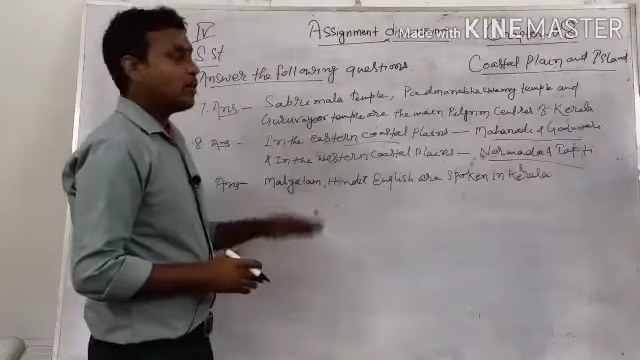 IV Assignment Made with KINEMASTER
S St Coastal Plain and Island
Answer the following questions
7. Ans - Sabrimala temple, Padmanabhaswamy temple and
Guruvayoor temple are the main Pilgrim Centres of Kerala
8. Ans:- In the eastern coastal Plains - Mahanadi & Godavari
& In the western Coastal Plains - Narmada & Tapti
Ans - Malyalam, Hindi & English are spoken in Kerala